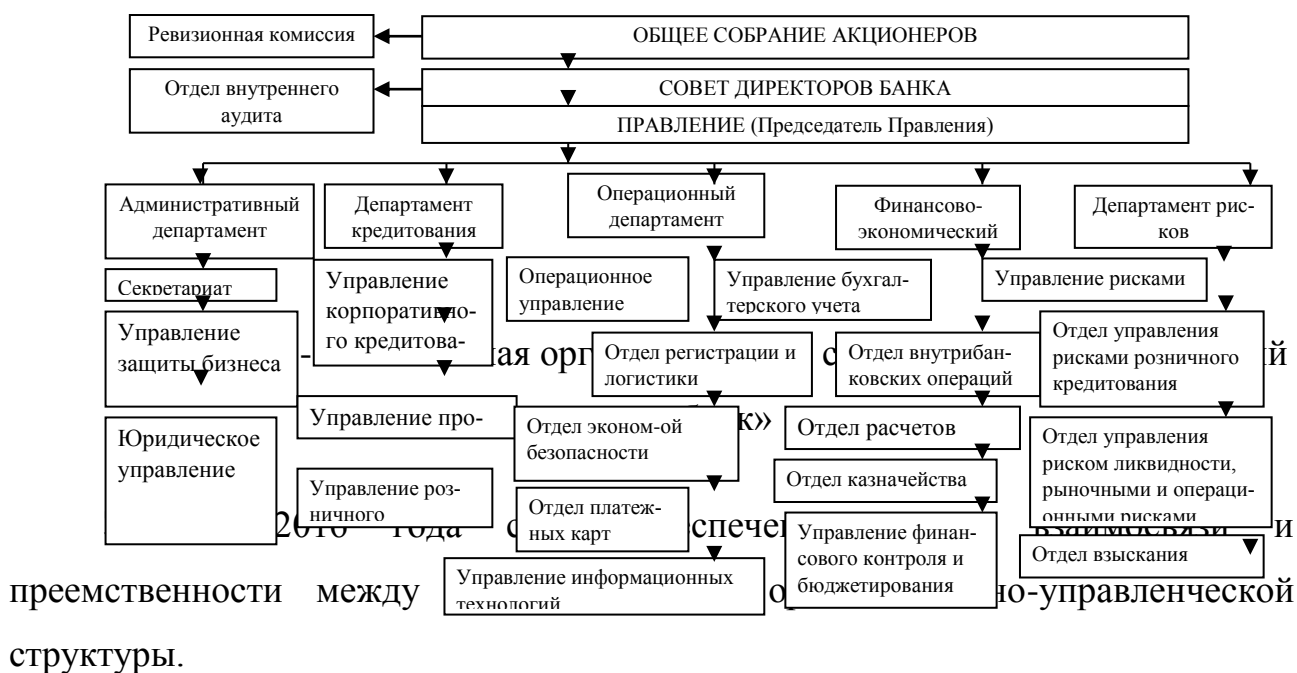 Ревизионная комиссия
ОБЩЕЕ СОБРАНИЕ АКЦИОНЕРОВ
Отдел внутреннего
аудита
СОВЕТ ДИРЕКТОРОВ БАНКА
ПРАВЛЕНИЕ (Председатель Правления)
Административный
департамент
Департамент
кредитования
Операционный
департамент
Финансово-
экономический
Департамент рис-
ков
Секретариат
Управление
защиты бизнеса
Юридическое
управление
Управление
корпоративно-
го кредитова-
Управление про-
Управление роз-
ничного
Операционное
управление
Управление бухгал-
терского учета
Отдел регистрации и
логистики
Отдел эконом-ой
безопасности
Отдел платеж-
ных карт
Управление информационных
технологий
Отдел внутрибан-
ковских операций
Отдел расчетов
Отдел казначейства
Управление финан-
сового контроля и
бюджетирования
Управление рисками
Отдел управления
рисками розничного
кредитования
Отдел управления
риском ликвидности,
рыночными и операци-
онными рисками
Отдел взыскания
года взаимосвязи и
преемственности между но-управленческой
структуры.